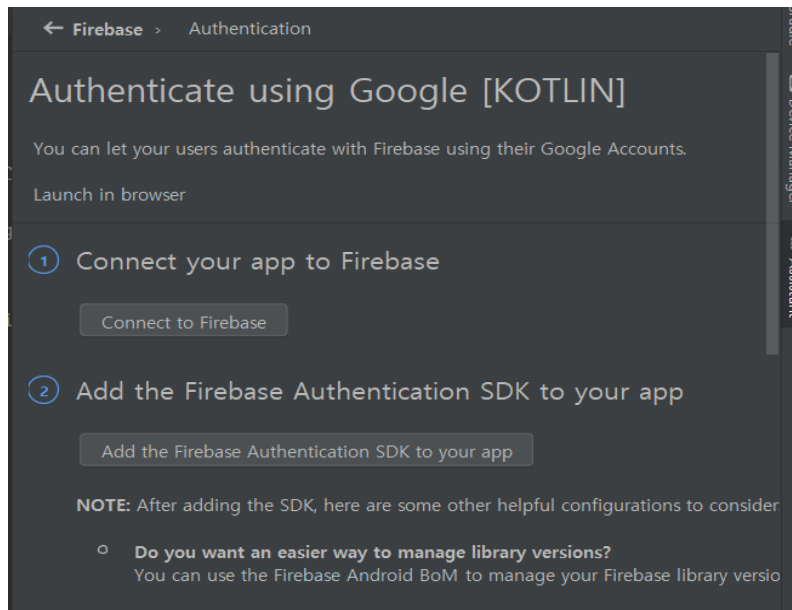 ← Firebase › Authentication
Authenticate using Google [KOTLIN]
You can let your users authenticate with Firebase using their Google Accounts.
Launch in browser
1 Connect your app to Firebase
Connect to Firebase
2 Add the Firebase Authentication SDK to your app
Add the Firebase Authentication SDK to your app
NOTE: After adding the SDK, here are some other helpful configurations to consider
Do you want an easier way to manage library versions?
You can use the Firebase Android BoM to manage your Firebase library versio